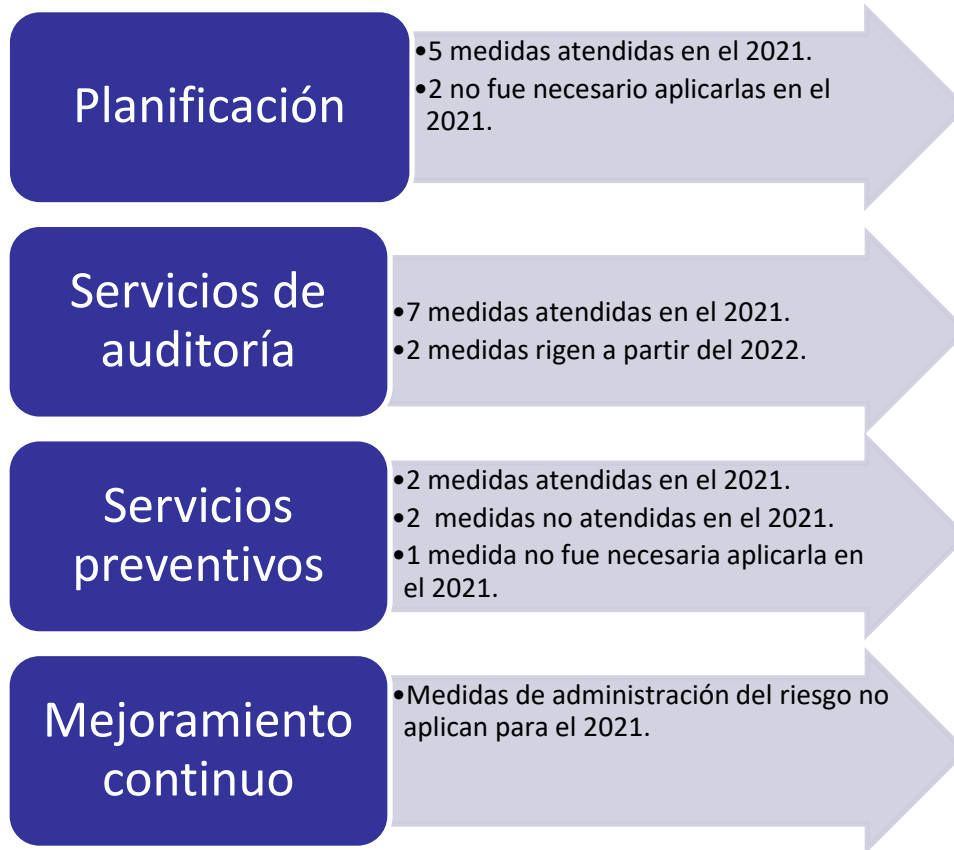 Planificación
•5 medidas atendidas en el 2021.
•2 no fue necesario aplicarlas en el
2021.
Servicios de
auditoría
•7 medidas atendidas en el 2021.
•2 medidas rigen a partir del 2022.
Servicios
preventivos
•2 medidas atendidas en el 2021.
•2  medidas no atendidas en el 2021.
•1 medida no fue necesaria aplicarla en
el 2021.
Mejoramiento
continuo
•Medidas de administración del riesgo no
aplican para el 2021.